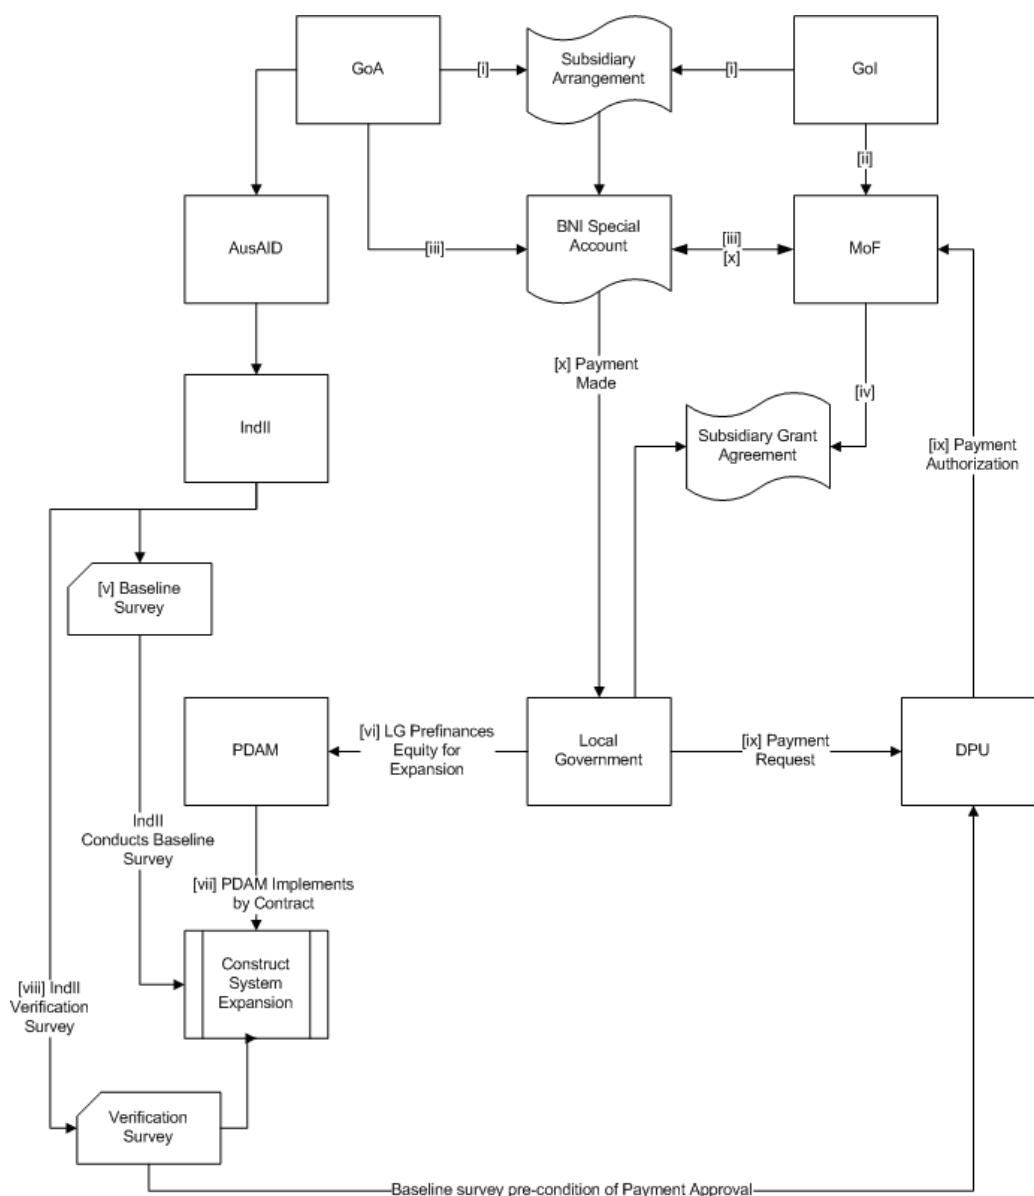 GoA
[i]
Subsidiary
Arrangement
[i]
GoI
[ii]
AusAID
[iii]
BNI Special
Account
[iii]
[x]
MoF
[x] Payment
Made
[iv]
IndII
Subsidiary Grant
Agreement
[ix] Payment
Authorization
[v] Baseline
Survey
PDAM
[vi] LG Prefinances
Equity for
Expansion
Local
Government
[ix] Payment
Request
DPU
IndII
Conducts Baseline
Survey
[vii] PDAM Implements
by Contract
Construct
System
Expansion
[viii] IndII
Verification
Survey
Verification
Survey
Baseline survey pre-condition of Payment Approval